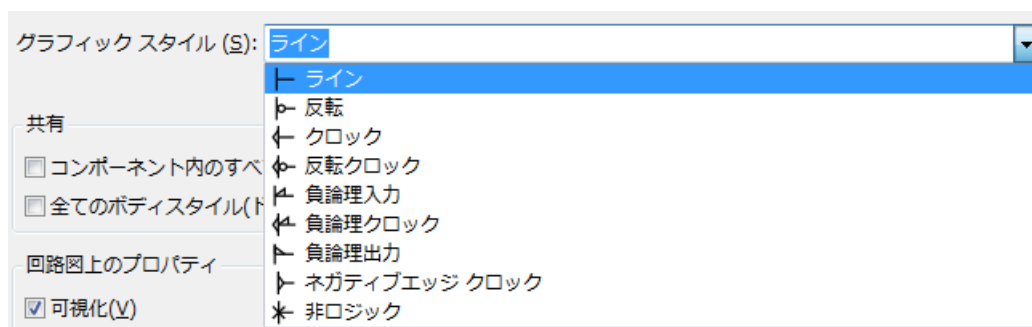 グラフィック スタイル (S): ライン
ライン
反転
クロック
反転クロック
負論理入力
負論理クロック
負論理出力
ネガティブエッジ クロック
非ロジック
共有
コンポーネント内のすべ
全てのボディスタイル(ド
回路図上のプロパティ
可視化(V)